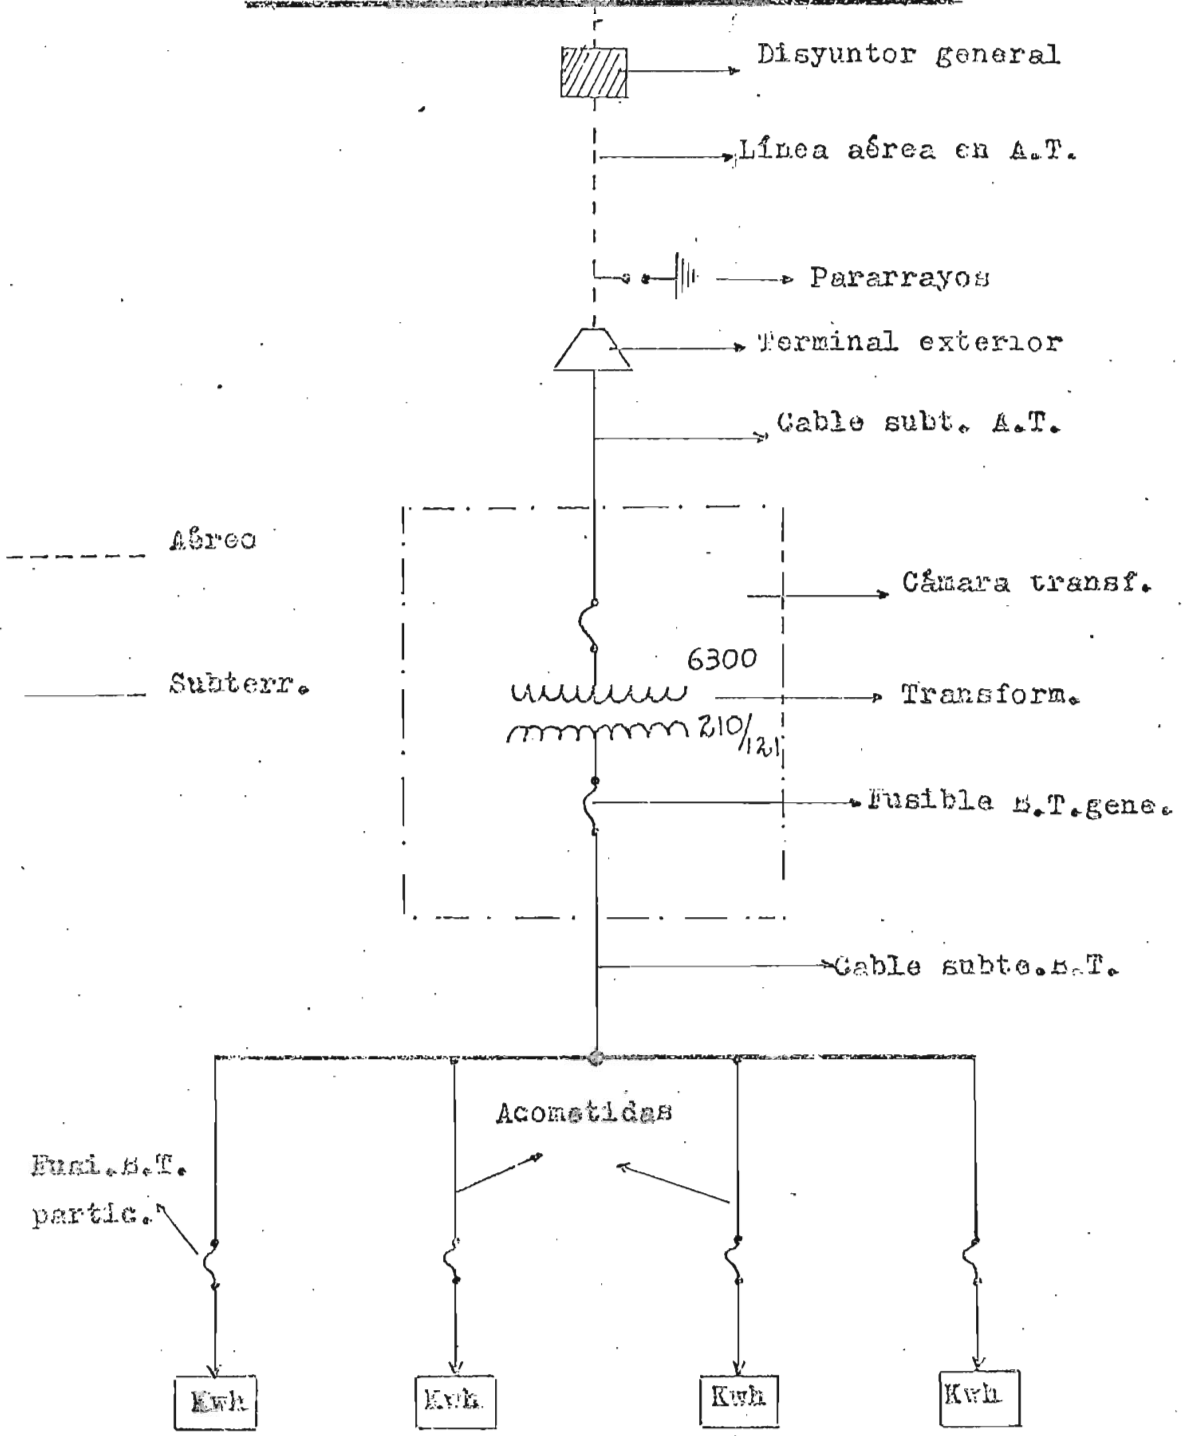 Disyuntor general
Línea aérea en A.T.
Pararrayos
Terminal exterior
Cable subt. A.T.
Aéreo
Cámara transf.
6300
Subterr.
Transform.
210/121
Fusible B.T.gene.
Cable subte.B.T.
Acometidas
Fusi.B.T.
partic.
Kwh
Kwh
Kwh
Kwh